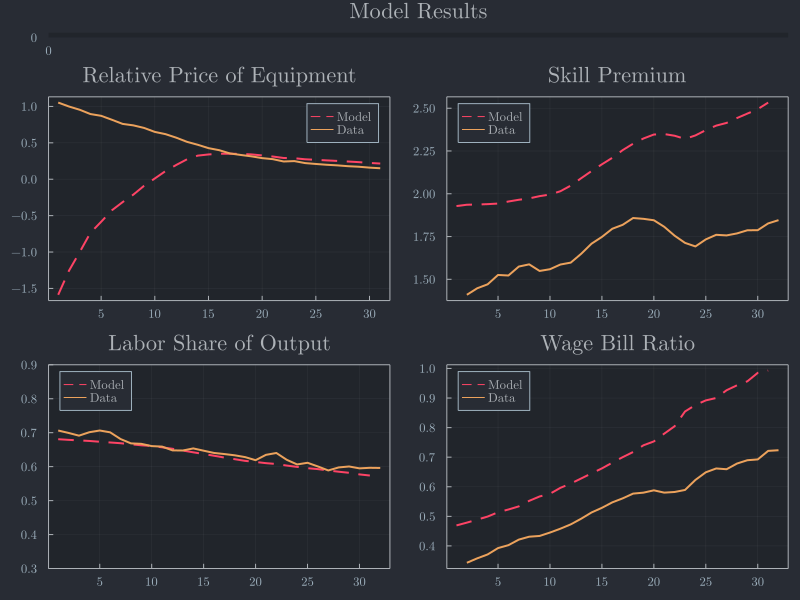 Model Results
0
0
Relative Price of Equipment
Skill Premium
1.0
0.5
0.0
−0.5
−1.0
−1.5
Model
Data
5 10 15 20 25 30
2.50
2.25
2.00
1.75
1.50
Model
Data
5 10 15 20 25 30
Labor Share of Output
Wage Bill Ratio
0.9
0.8
0.7
0.6
0.5
0.4
0.3
Model
Data
5 10 15 20 25 30
1.0
0.9
0.8
0.7
0.6
0.5
0.4
Model
Data
5 10 15 20 25 30